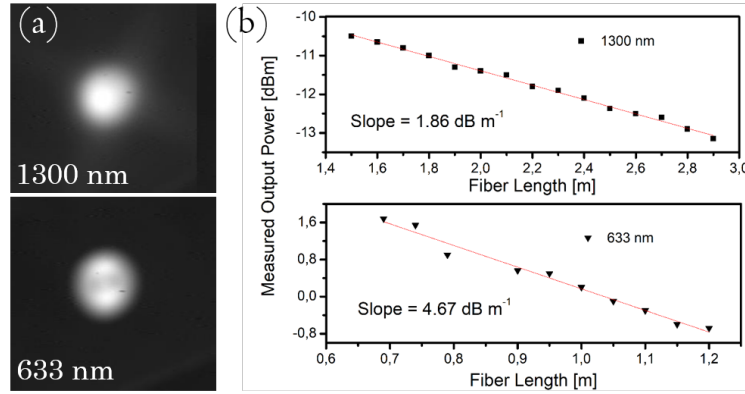 (a)
1300 nm
633 nm
(b)
Measured Output Power [dBm]
-10
-11
-12
-13
1300 nm
Slope = 1.86 dB m⁻¹
1,4 1,6 1,8 2,0 2,2 2,4 2,6 2,8 3,0
Fiber Length [m]
1,6
0,8
0,0
-0,8
633 nm
Slope = 4.67 dB m⁻¹
0,6 0,7 0,8 0,9 1,0 1,1 1,2
Fiber Length [m]